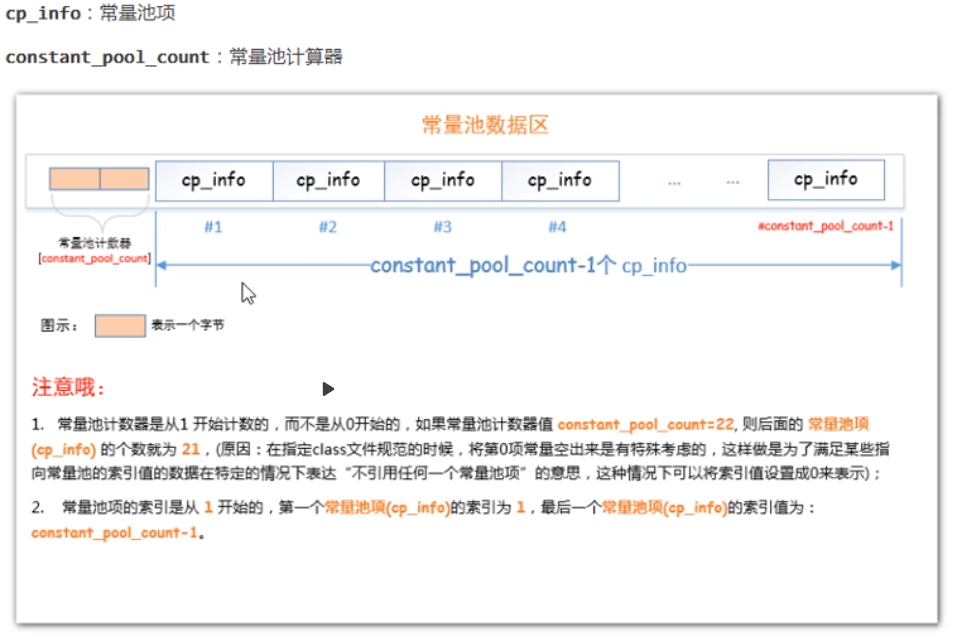 cp_info：常量池项
constant_pool_count：常量池计算器
常量池数据区
cp_info cp_info cp_info cp_info ... ... cp_info
#1 #2 #3 #4 #constant_pool_count-1
常量池计数器
[constant_pool_count]
constant_pool_count-1个 cp_info
图示： 表示一个字节
注意哦：
1. 常量池计数器是从1 开始计数的，而不是从0开始的，如果常量池计数器值 constant_pool_count=22, 则后面的 常量池项
(cp_info) 的个数就为 21，(原因：在指定class文件规范的时候，将第0项常量空出来是有特殊考虑的，这样做是为了满足某些指
向常量池的索引值的数据在特定的情况下表达“不引用任何一个常量池项”的意思，这种情况下可以将索引值设置成0来表示)；
2. 常量池项的索引是从 1 开始的，第一个常量池項(cp_info)的索引为 1，最后一个常量池項(cp_info)的索引值为：
constant_pool_count-1。